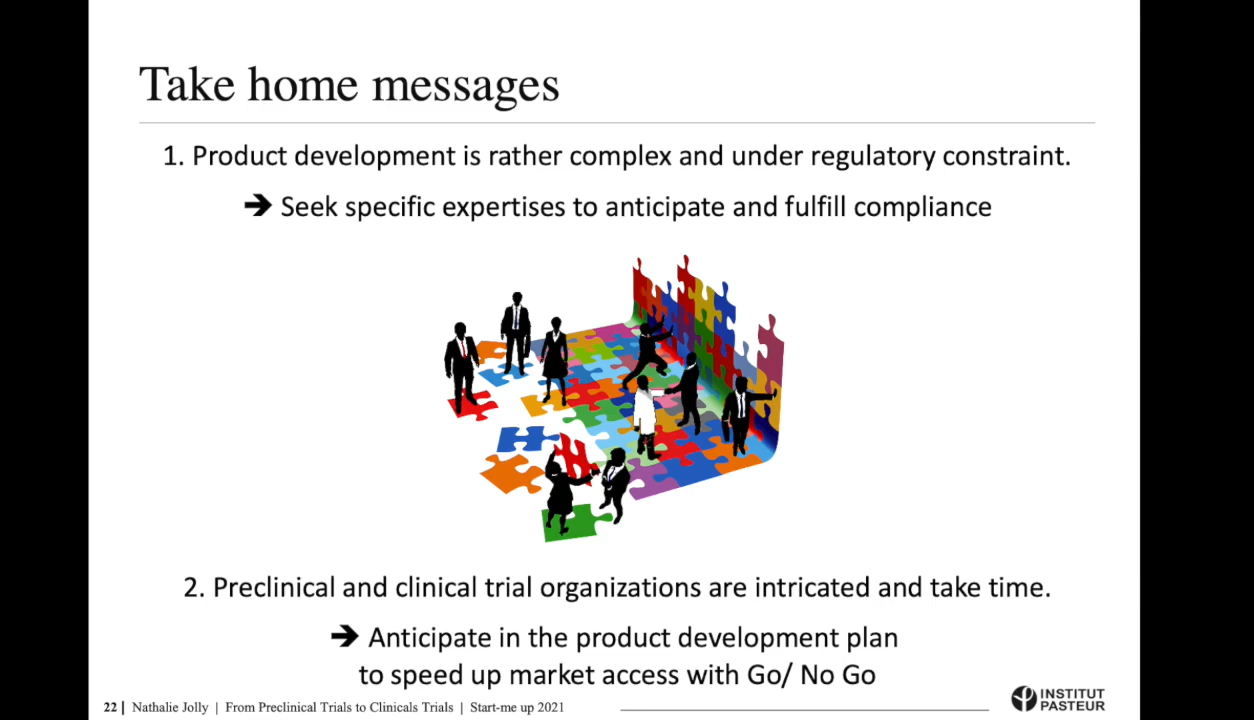 Take home messages
1. Product development is rather complex and under regulatory constraint.
➔ Seek specific expertises to anticipate and fulfill compliance
2. Preclinical and clinical trial organizations are intricated and take time.
➔ Anticipate in the product development plan
to speed up market access with Go/ No Go
22 | Nathalie Jolly | From Preclinical Trials to Clinicals Trials | Start-me up 2021
INSTITUT
PASTEUR